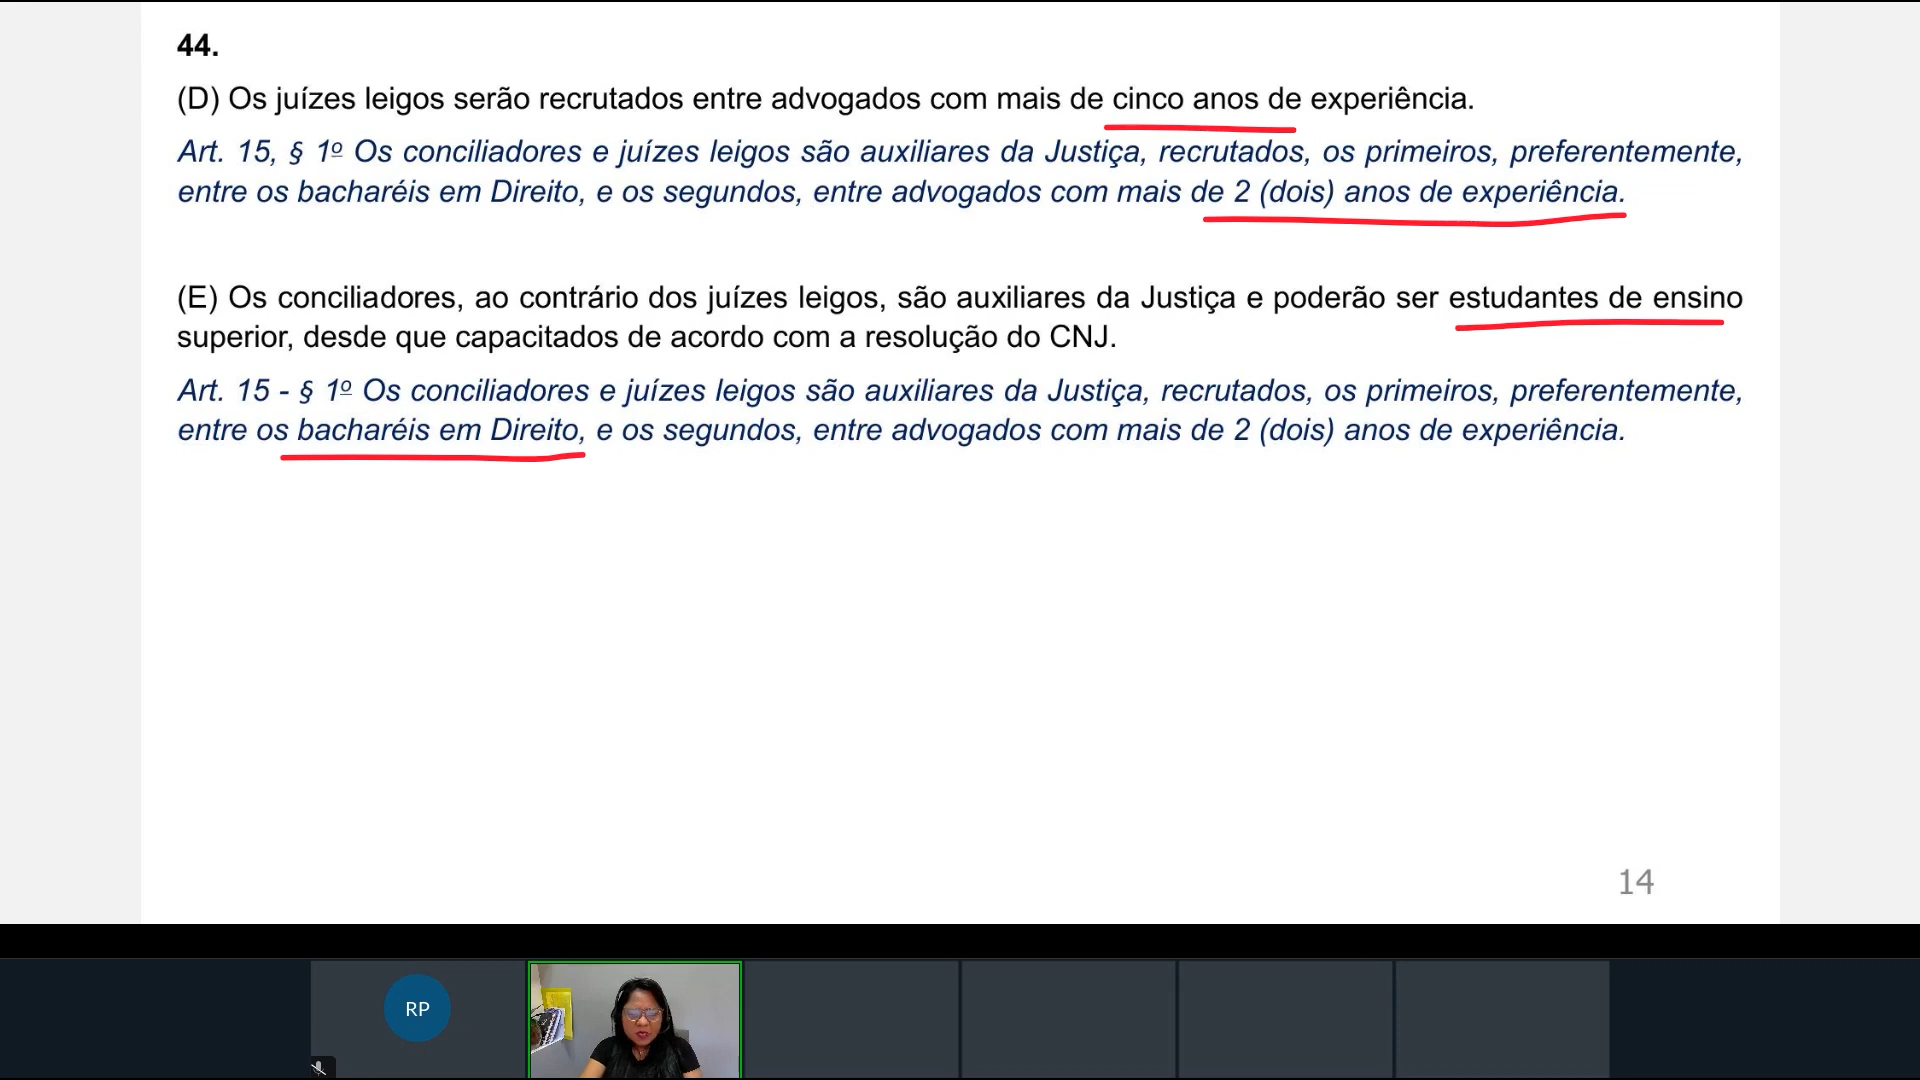 44.
(D) Os juízes leigos serão recrutados entre advogados com mais de cinco anos de experiência.
Art. 15, § 1º Os conciliadores e juízes leigos são auxiliares da Justiça, recrutados, os primeiros, preferentemente,
entre os bacharéis em Direito, e os segundos, entre advogados com mais de 2 (dois) anos de experiência.
(E) Os conciliadores, ao contrário dos juízes leigos, são auxiliares da Justiça e poderão ser estudantes de ensino
superior, desde que capacitados de acordo com a resolução do CNJ.
Art. 15 - § 1º Os conciliadores e juízes leigos são auxiliares da Justiça, recrutados, os primeiros, preferentemente,
entre os bacharéis em Direito, e os segundos, entre advogados com mais de 2 (dois) anos de experiência.
14
RP